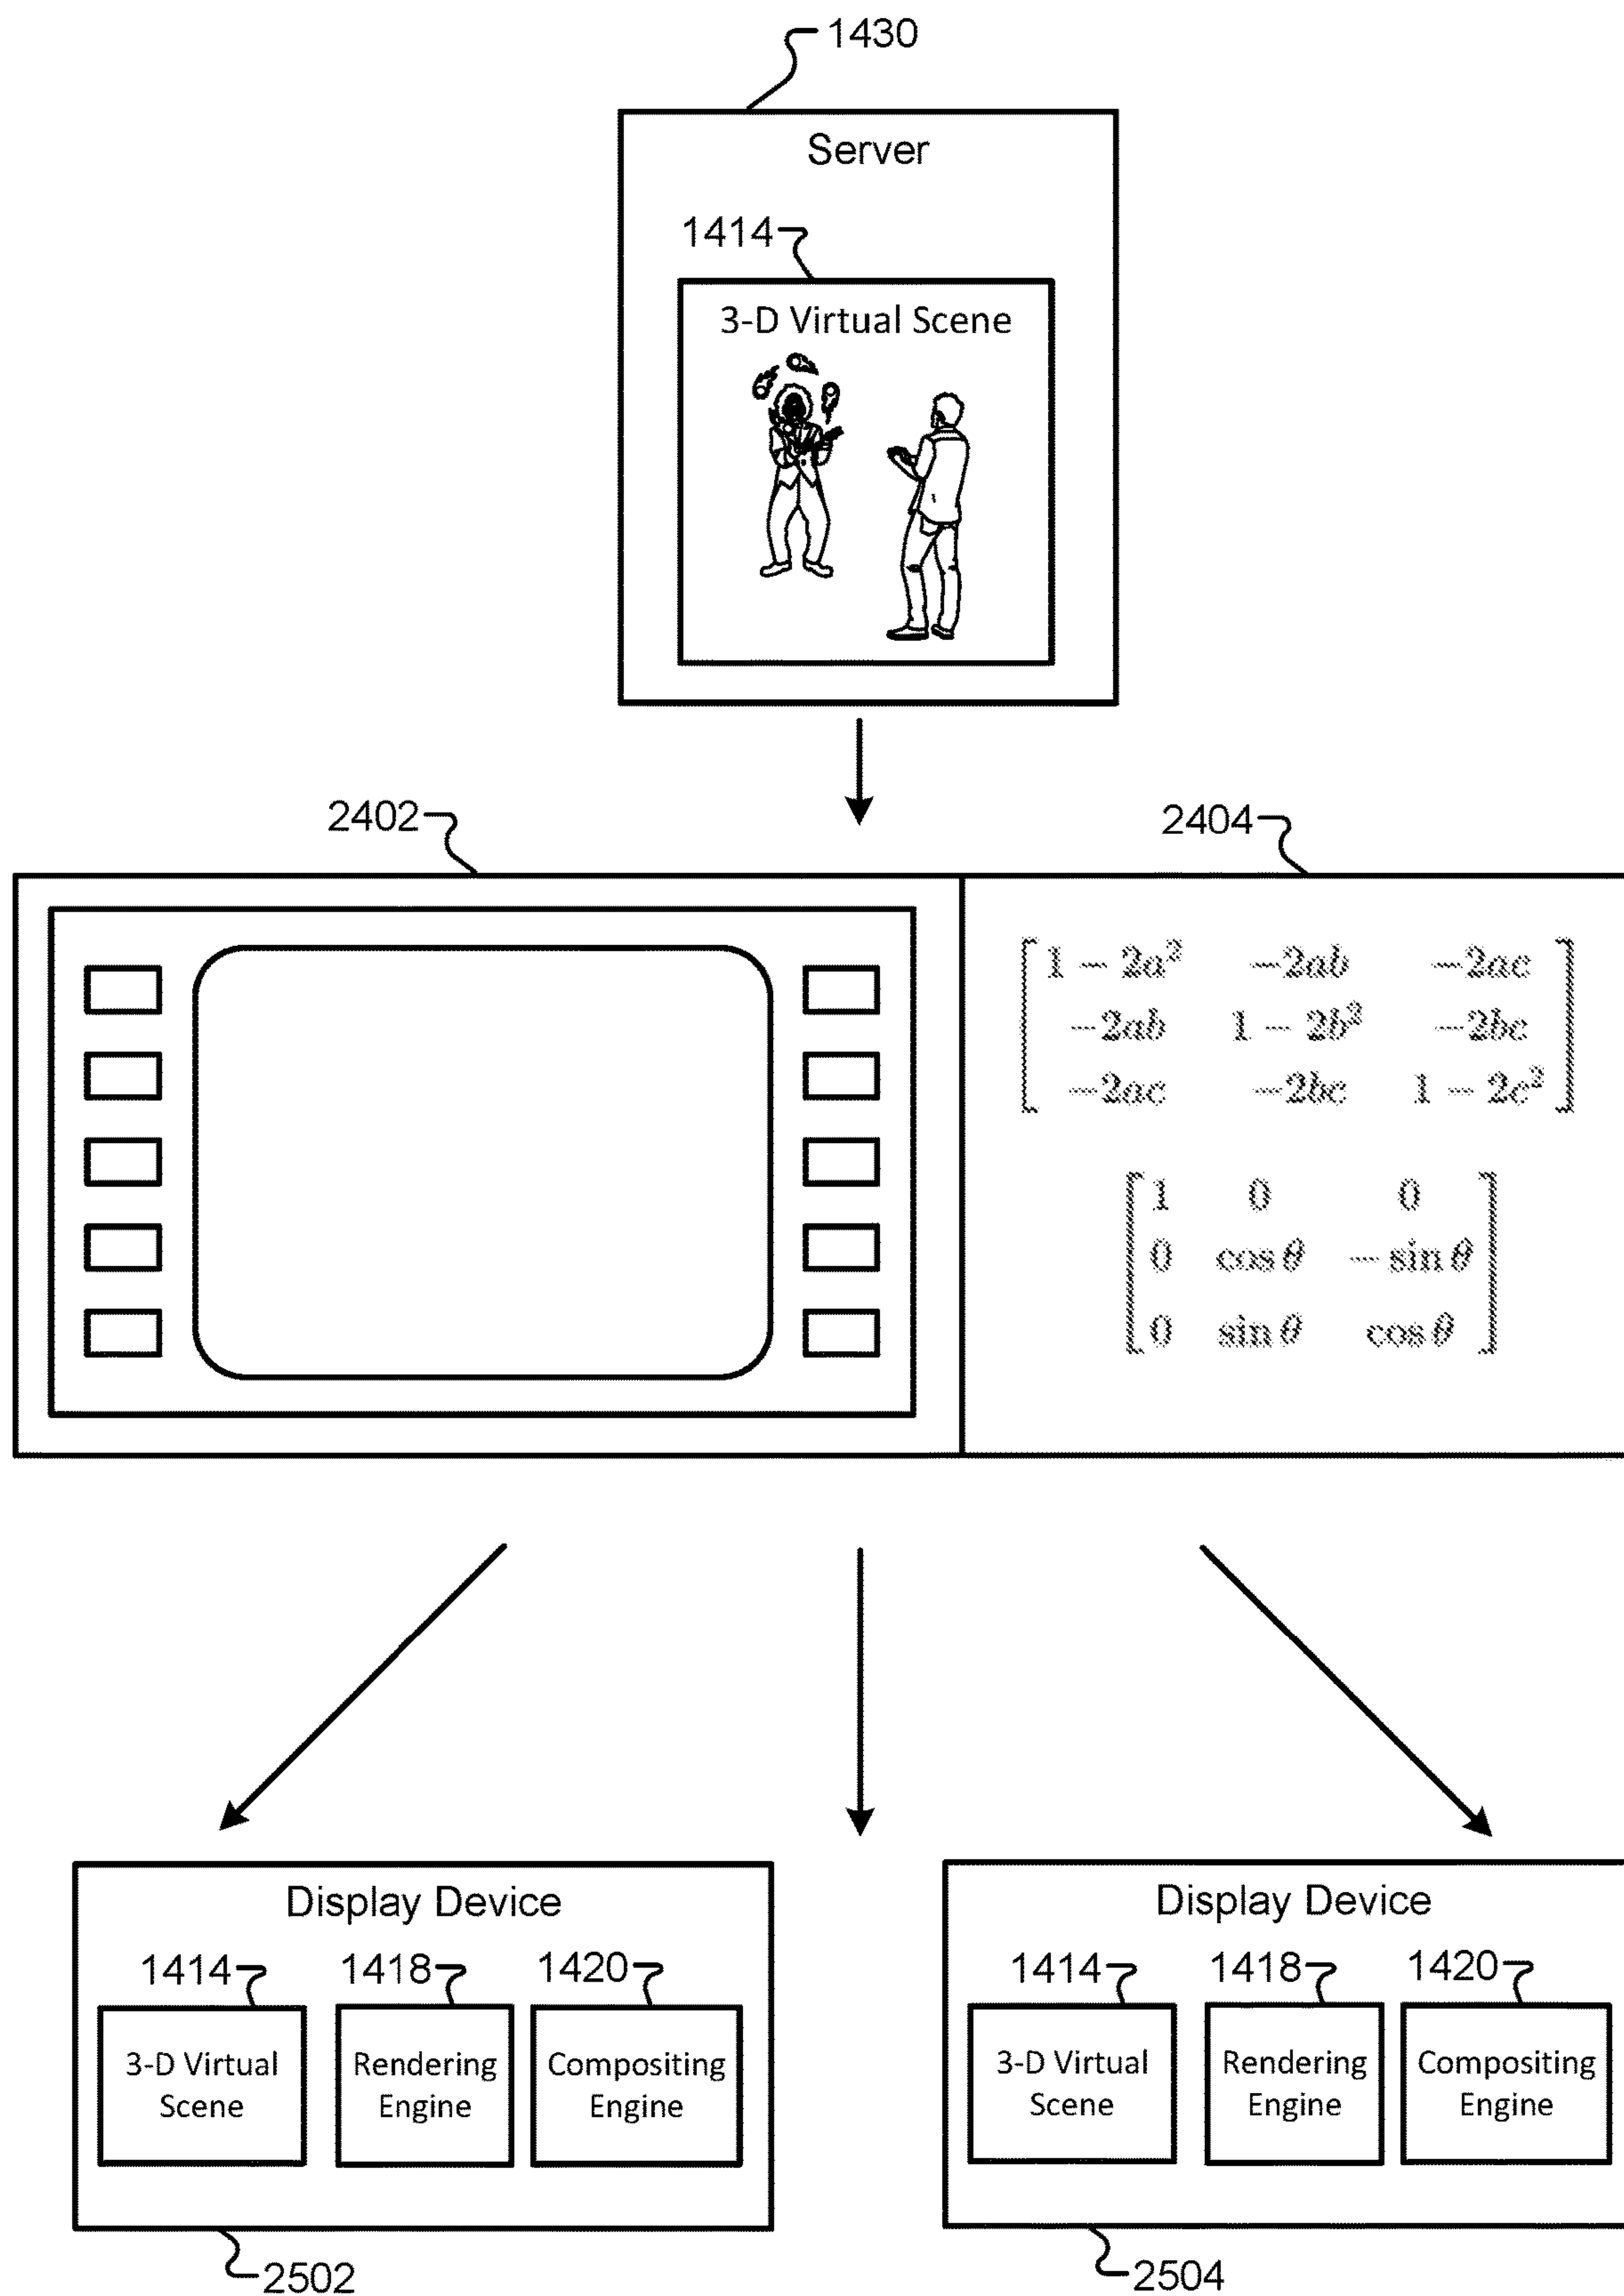 1430
Server
1414
3-D Virtual Scene
2402
2404
1 − 2a² −2ab −2ac
−2ab 1 − 2b² −2bc
−2ac −2bc 1 − 2c²
1 0 0
0 cos θ − sin θ
0 sin θ cos θ
Display Device
1414 1418 1420
3-D Virtual
Scene
Rendering
Engine
Compositing
Engine
2502
Display Device
1414 1418 1420
3-D Virtual
Scene
Rendering
Engine
Compositing
Engine
2504